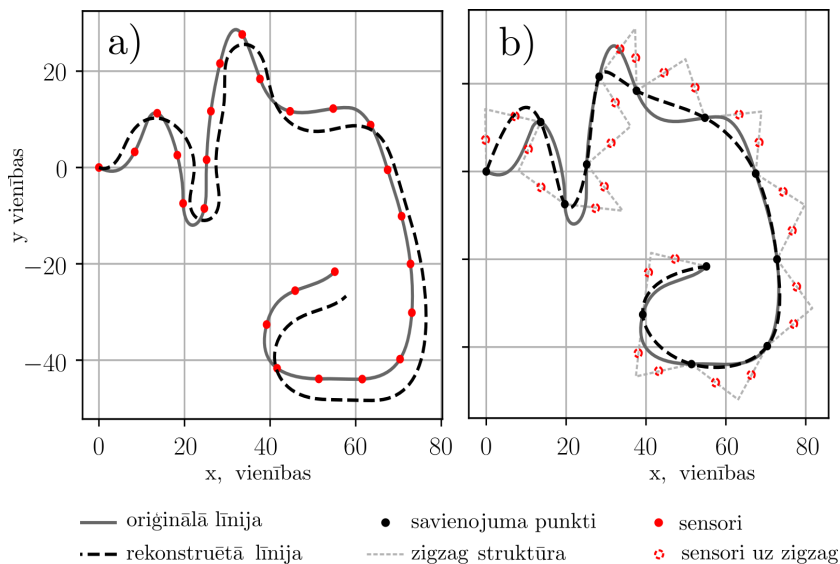 a)
b)
20
0
−20
−40
y vienības
0
20
40
60
80
0
20
40
60
80
x, vienības
x, vienības
oriģinālā līnija
savienojuma punkti
sensori
rekonstruētā līnija
zigzag struktūra
sensori uz zigzag